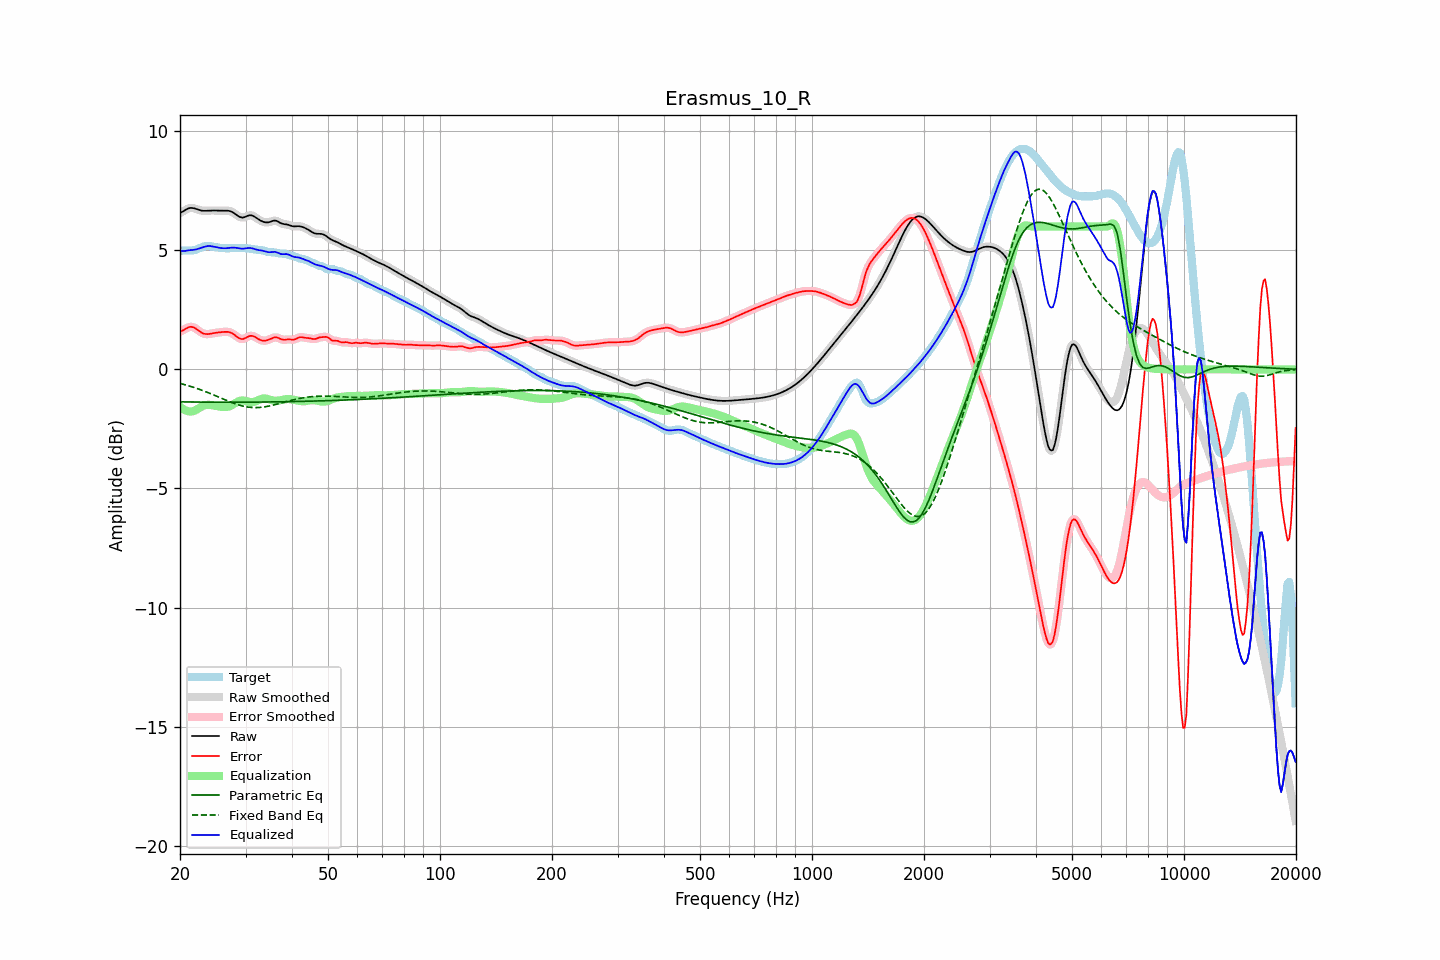 Erasmus_10_R
10
5
0
−5
−10
−15
−20
Amplitude (dBr)
Target
Raw Smoothed
Error Smoothed
Raw
Error
Equalization
Parametric Eq
Fixed Band Eq
Equalized
20 50 100 200 500 1000 2000 5000 10000 20000
Frequency (Hz)